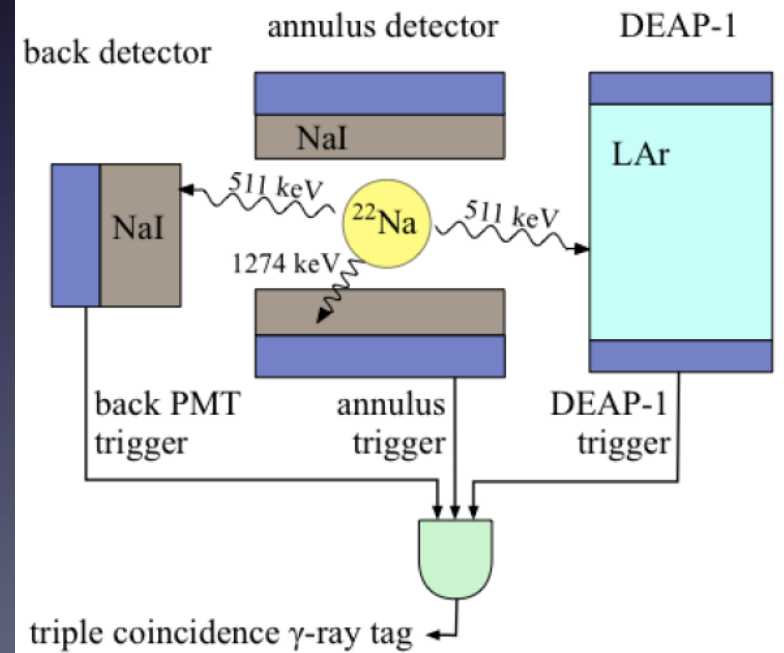 back detector
annulus detector
DEAP-1
NaI
LAr
NaI
511 keV
²²Na
511 keV
1274 keV
back PMT
trigger
annulus
trigger
DEAP-1
trigger
triple coincidence γ-ray tag